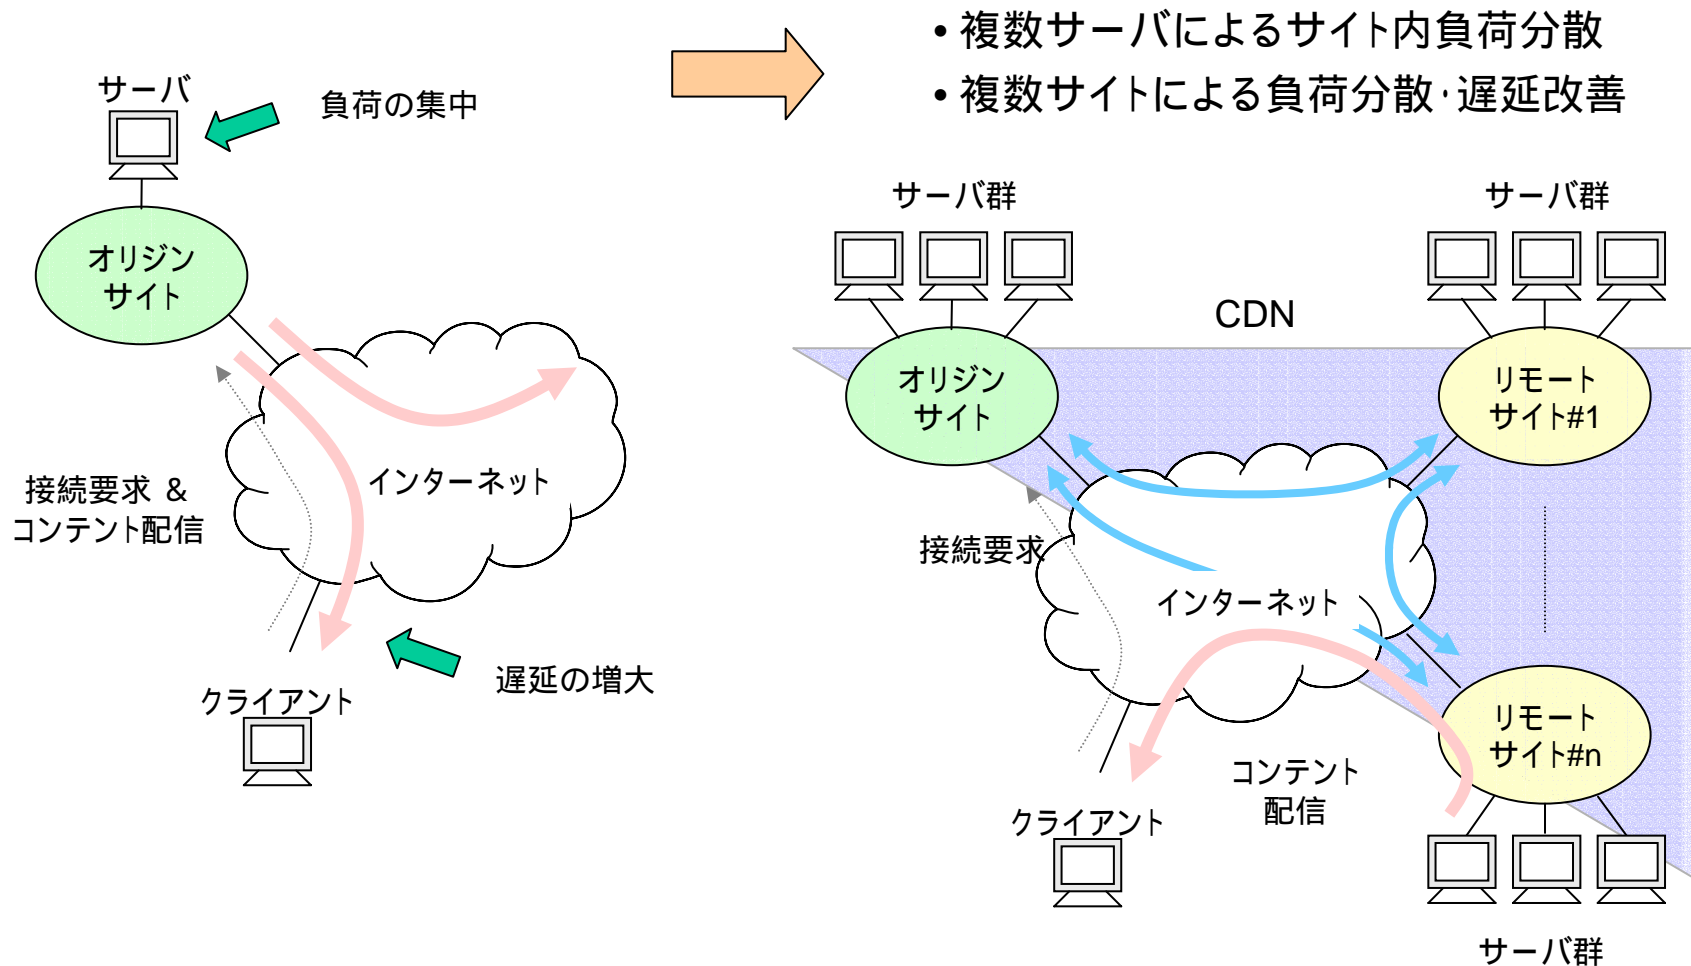 • 複数サーバによるサイト内負荷分散
• 複数サイトによる負荷分散・遅延改善
サーバ
負荷の集中
オリジン
サイト
インターネット
接続要求 &
コンテント配信
遅延の増大
クライアント
サーバ群
サーバ群
CDN
オリジン
サイト
リモート
サイト#1
接続要求
インターネット
リモート
サイト#n
コンテント
配信
クライアント
サーバ群